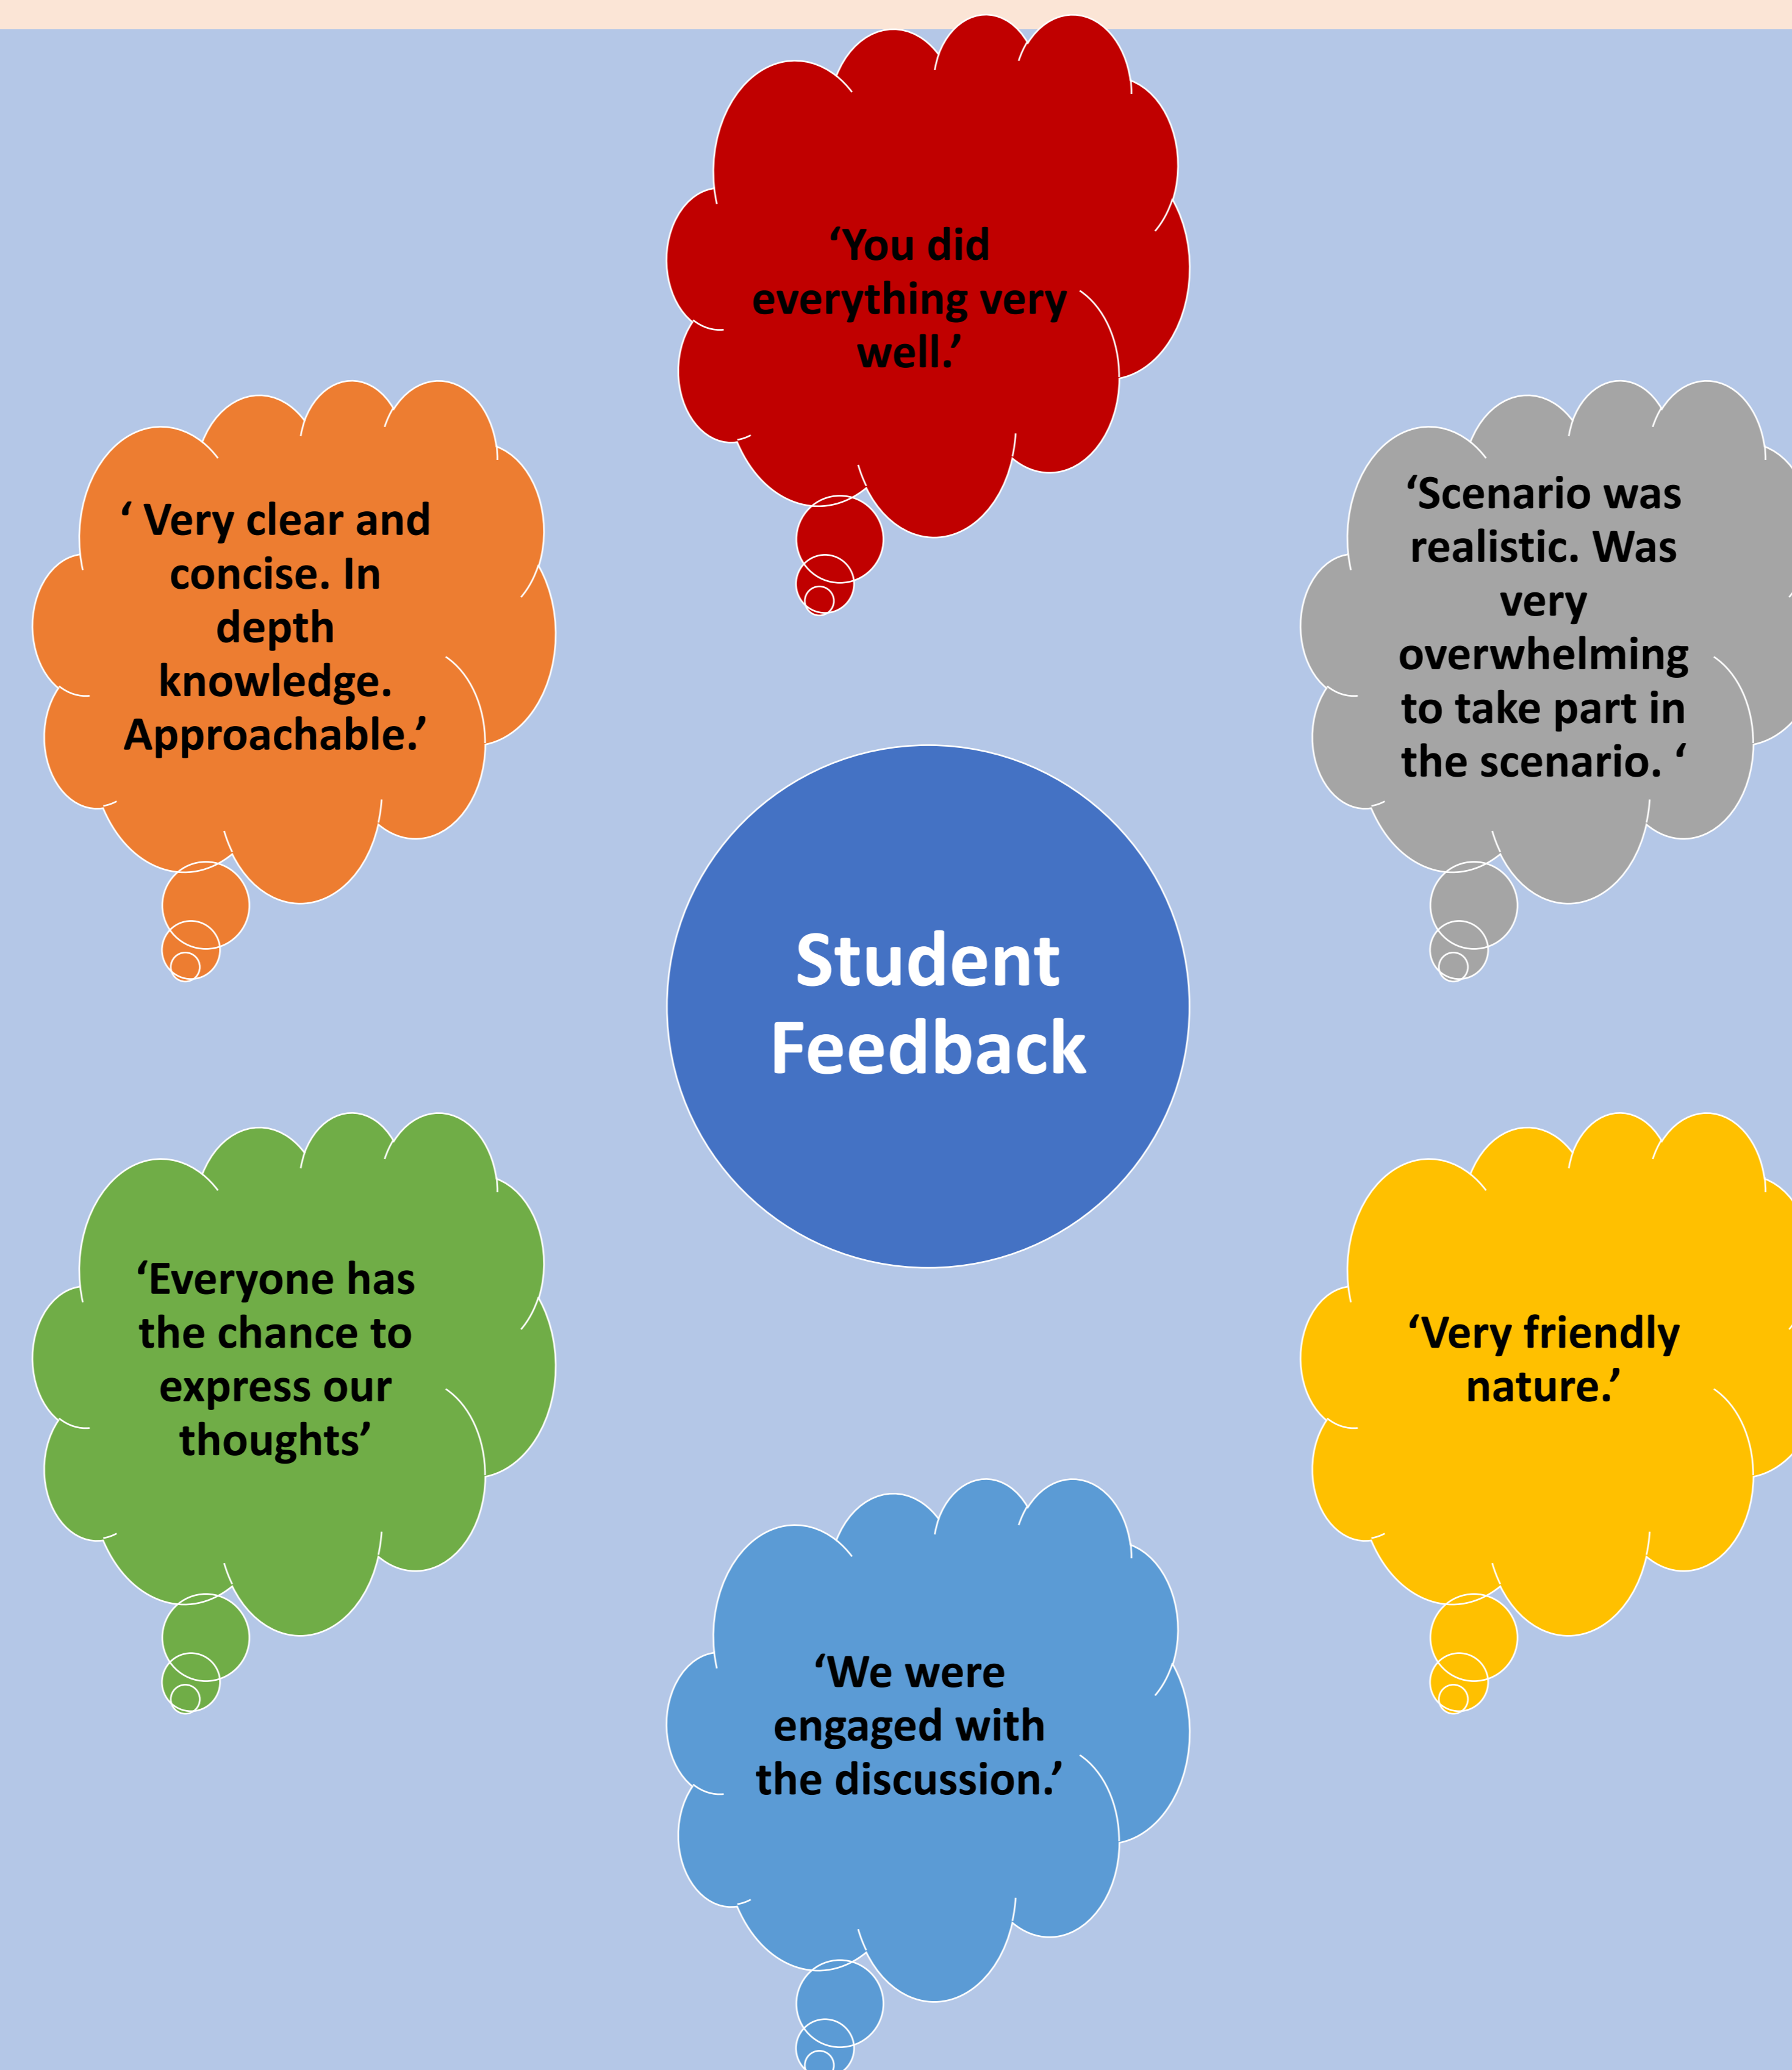 ‘You did
everything very
well.’
‘ Very clear and
concise. In
depth
knowledge.
Approachable.’
‘Scenario was
realistic. Was
very
overwhelming
to take part in
the scenario. ‘
Student
Feedback
‘Everyone has
the chance to
express our
thoughts’
‘Very friendly
nature.’
‘We were
engaged with
the discussion.’